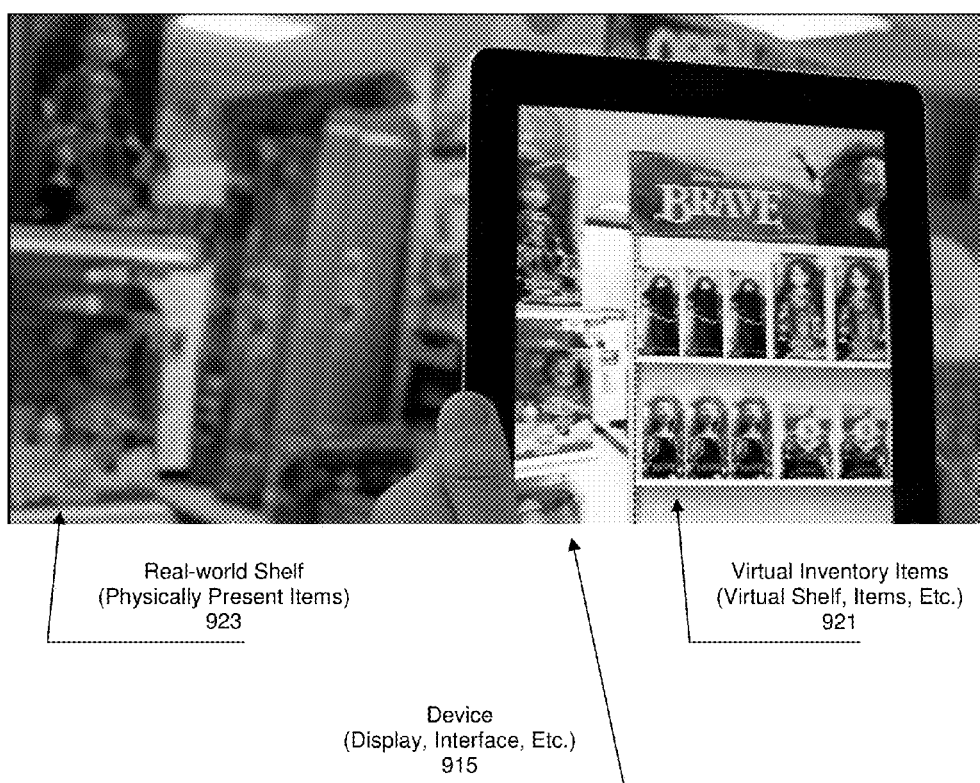 BRAVE
Real-world Shelf
(Physically Present Items)
923
Virtual Inventory Items
(Virtual Shelf, Items, Etc.)
921
Device
(Display, Interface, Etc.)
915